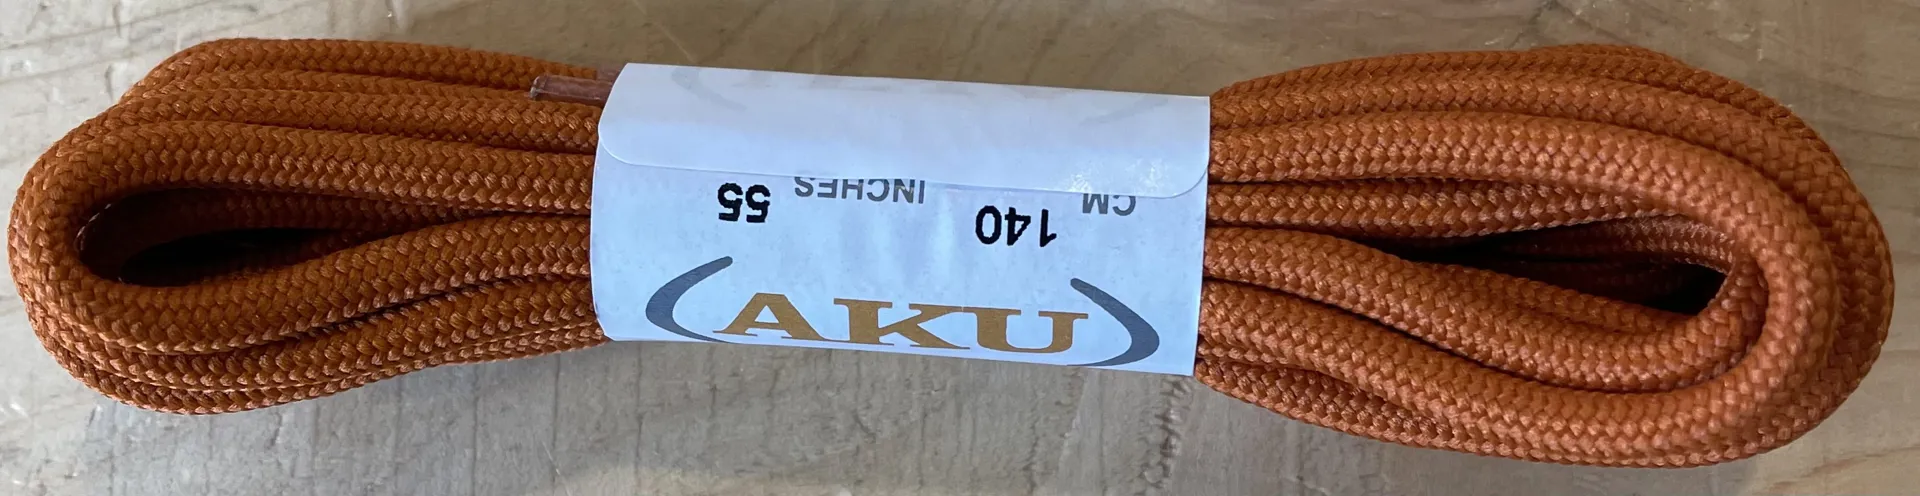 CM 140
INCHES 55
(AKU)